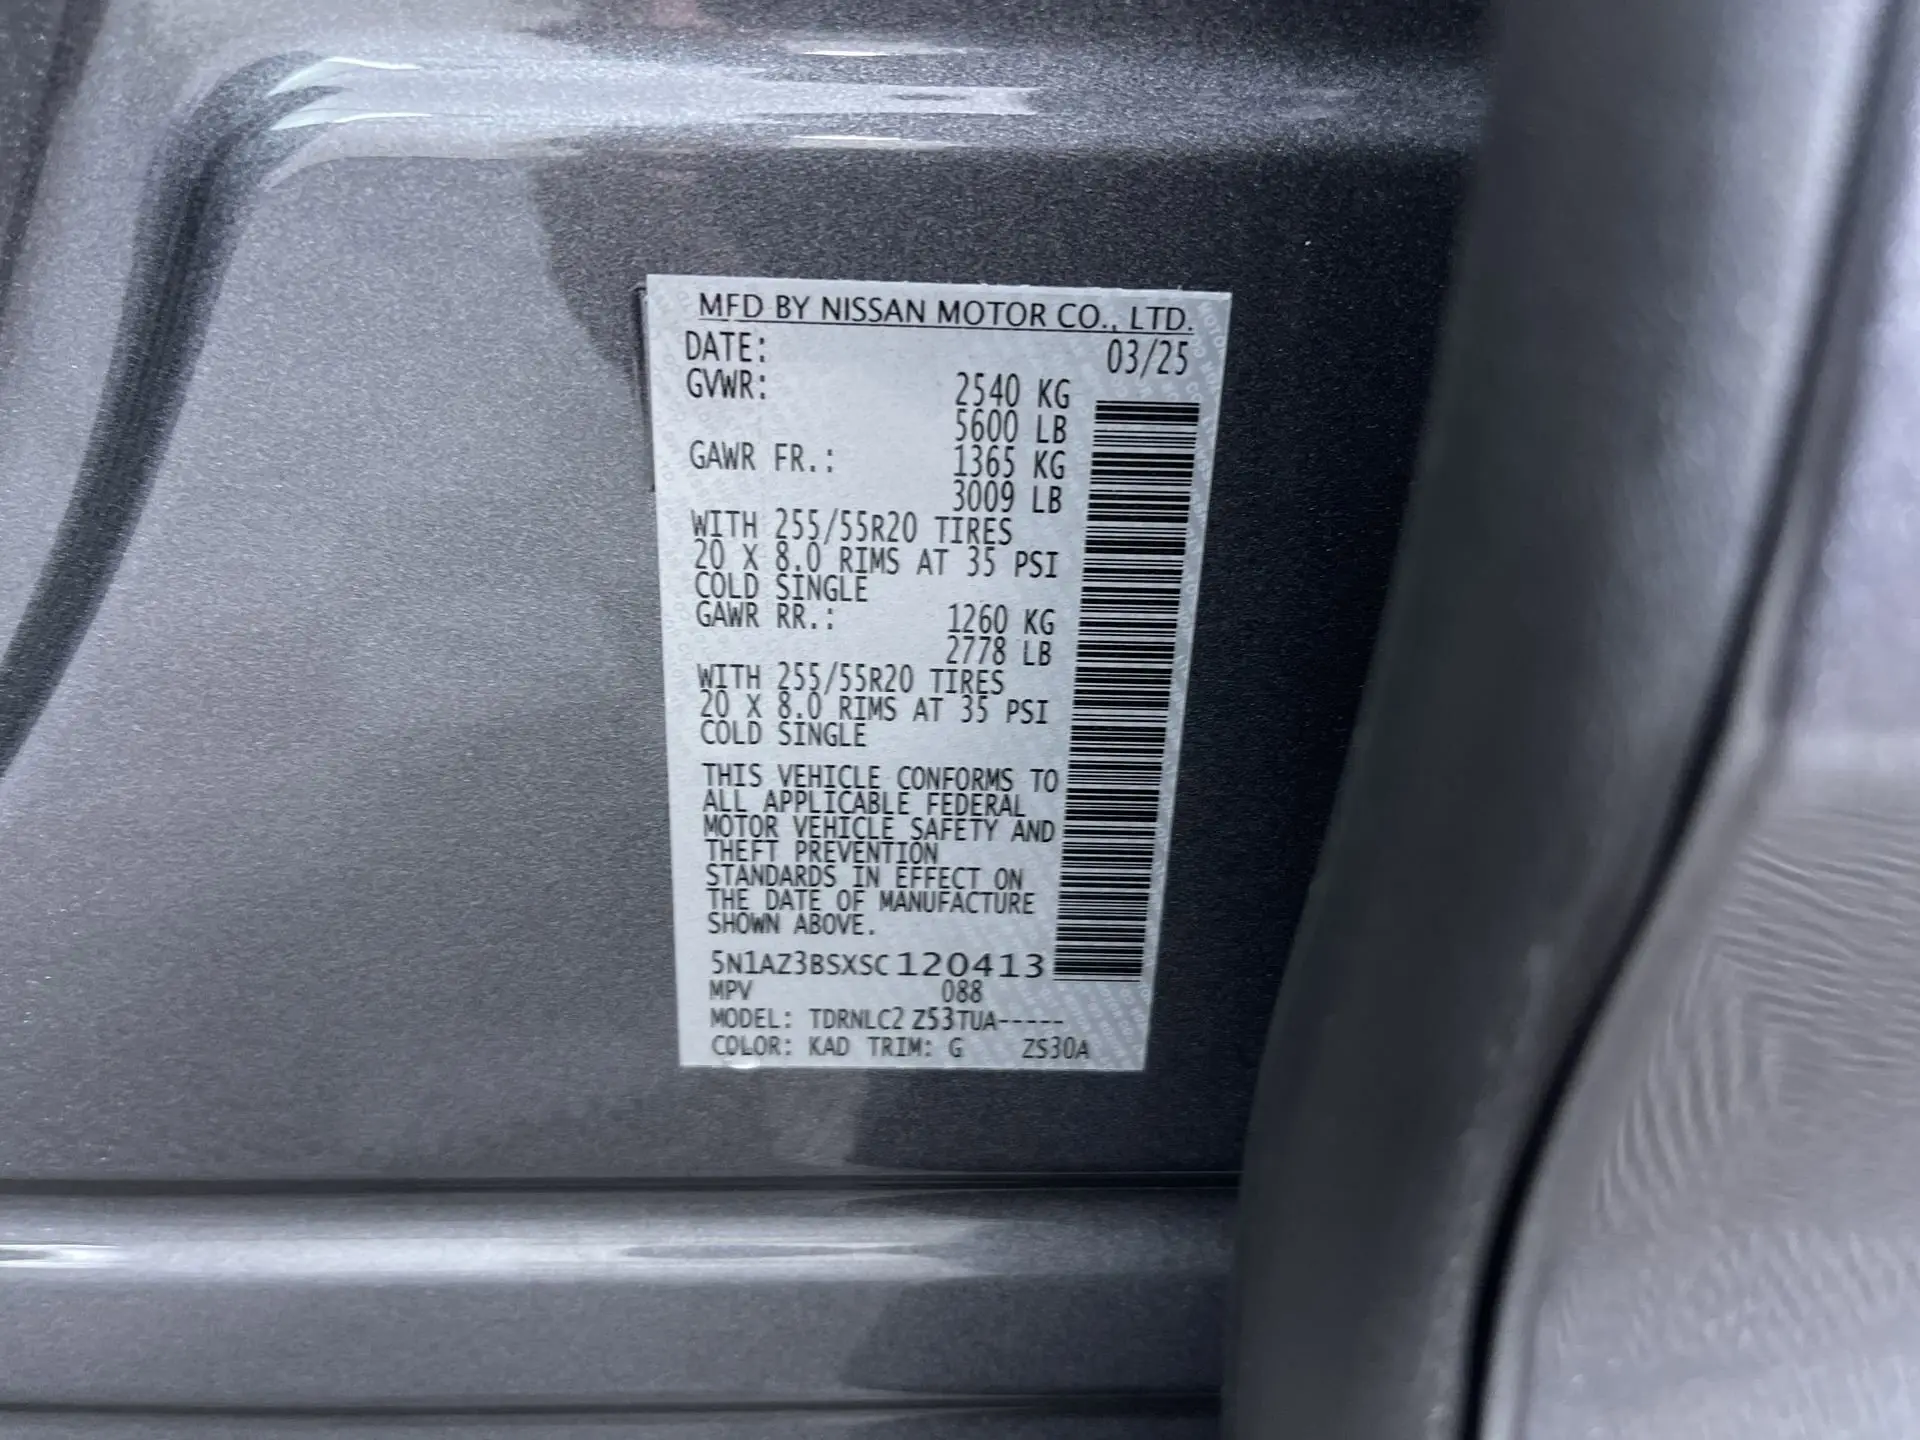 MFD BY NISSAN MOTOR CO., LTD.
DATE: 03/25
GVWR: 2540 KG
5600 LB
GAWR FR.: 1365 KG
3009 LB
WITH 255/55R20 TIRES
20 X 8.0 RIMS AT 35 PSI
COLD SINGLE
GAWR RR.: 1260 KG
2778 LB
WITH 255/55R20 TIRES
20 X 8.0 RIMS AT 35 PSI
COLD SINGLE
THIS VEHICLE CONFORMS TO
ALL APPLICABLE FEDERAL
MOTOR VEHICLE SAFETY AND
THEFT PREVENTION
STANDARDS IN EFFECT ON
THE DATE OF MANUFACTURE
SHOWN ABOVE.
5N1AZ3BSXSC120413
MPV 088
MODEL: TDRNLC2 Z53TUA-----
COLOR: KAD TRIM: G ZS30A